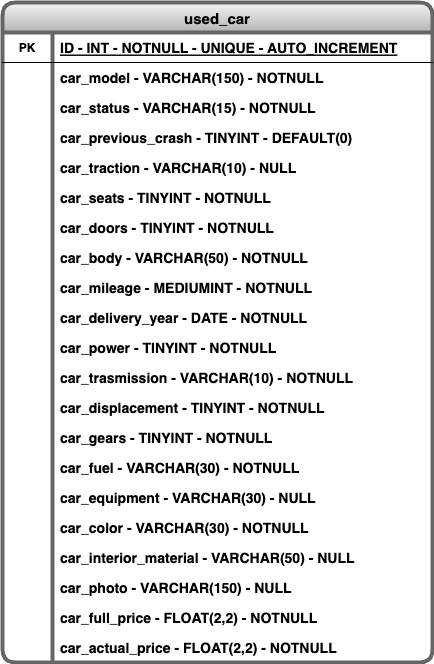 used_car
PK ID - INT - NOTNULL - UNIQUE - AUTO_INCREMENT
car_model - VARCHAR(150) - NOTNULL
car_status - VARCHAR(15) - NOTNULL
car_previous_crash - TINYINT - DEFAULT(0)
car_traction - VARCHAR(10) - NULL
car_seats - TINYINT - NOTNULL
car_doors - TINYINT - NOTNULL
car_body - VARCHAR(50) - NOTNULL
car_mileage - MEDIUMINT - NOTNULL
car_delivery_year - DATE - NOTNULL
car_power - TINYINT - NOTNULL
car_trasmission - VARCHAR(10) - NOTNULL
car_displacement - TINYINT - NOTNULL
car_gears - TINYINT - NOTNULL
car_fuel - VARCHAR(30) - NOTNULL
car_equipment - VARCHAR(30) - NULL
car_color - VARCHAR(30) - NOTNULL
car_interior_material - VARCHAR(50) - NULL
car_photo - VARCHAR(150) - NULL
car_full_price - FLOAT(2,2) - NOTNULL
car_actual_price - FLOAT(2,2) - NOTNULL